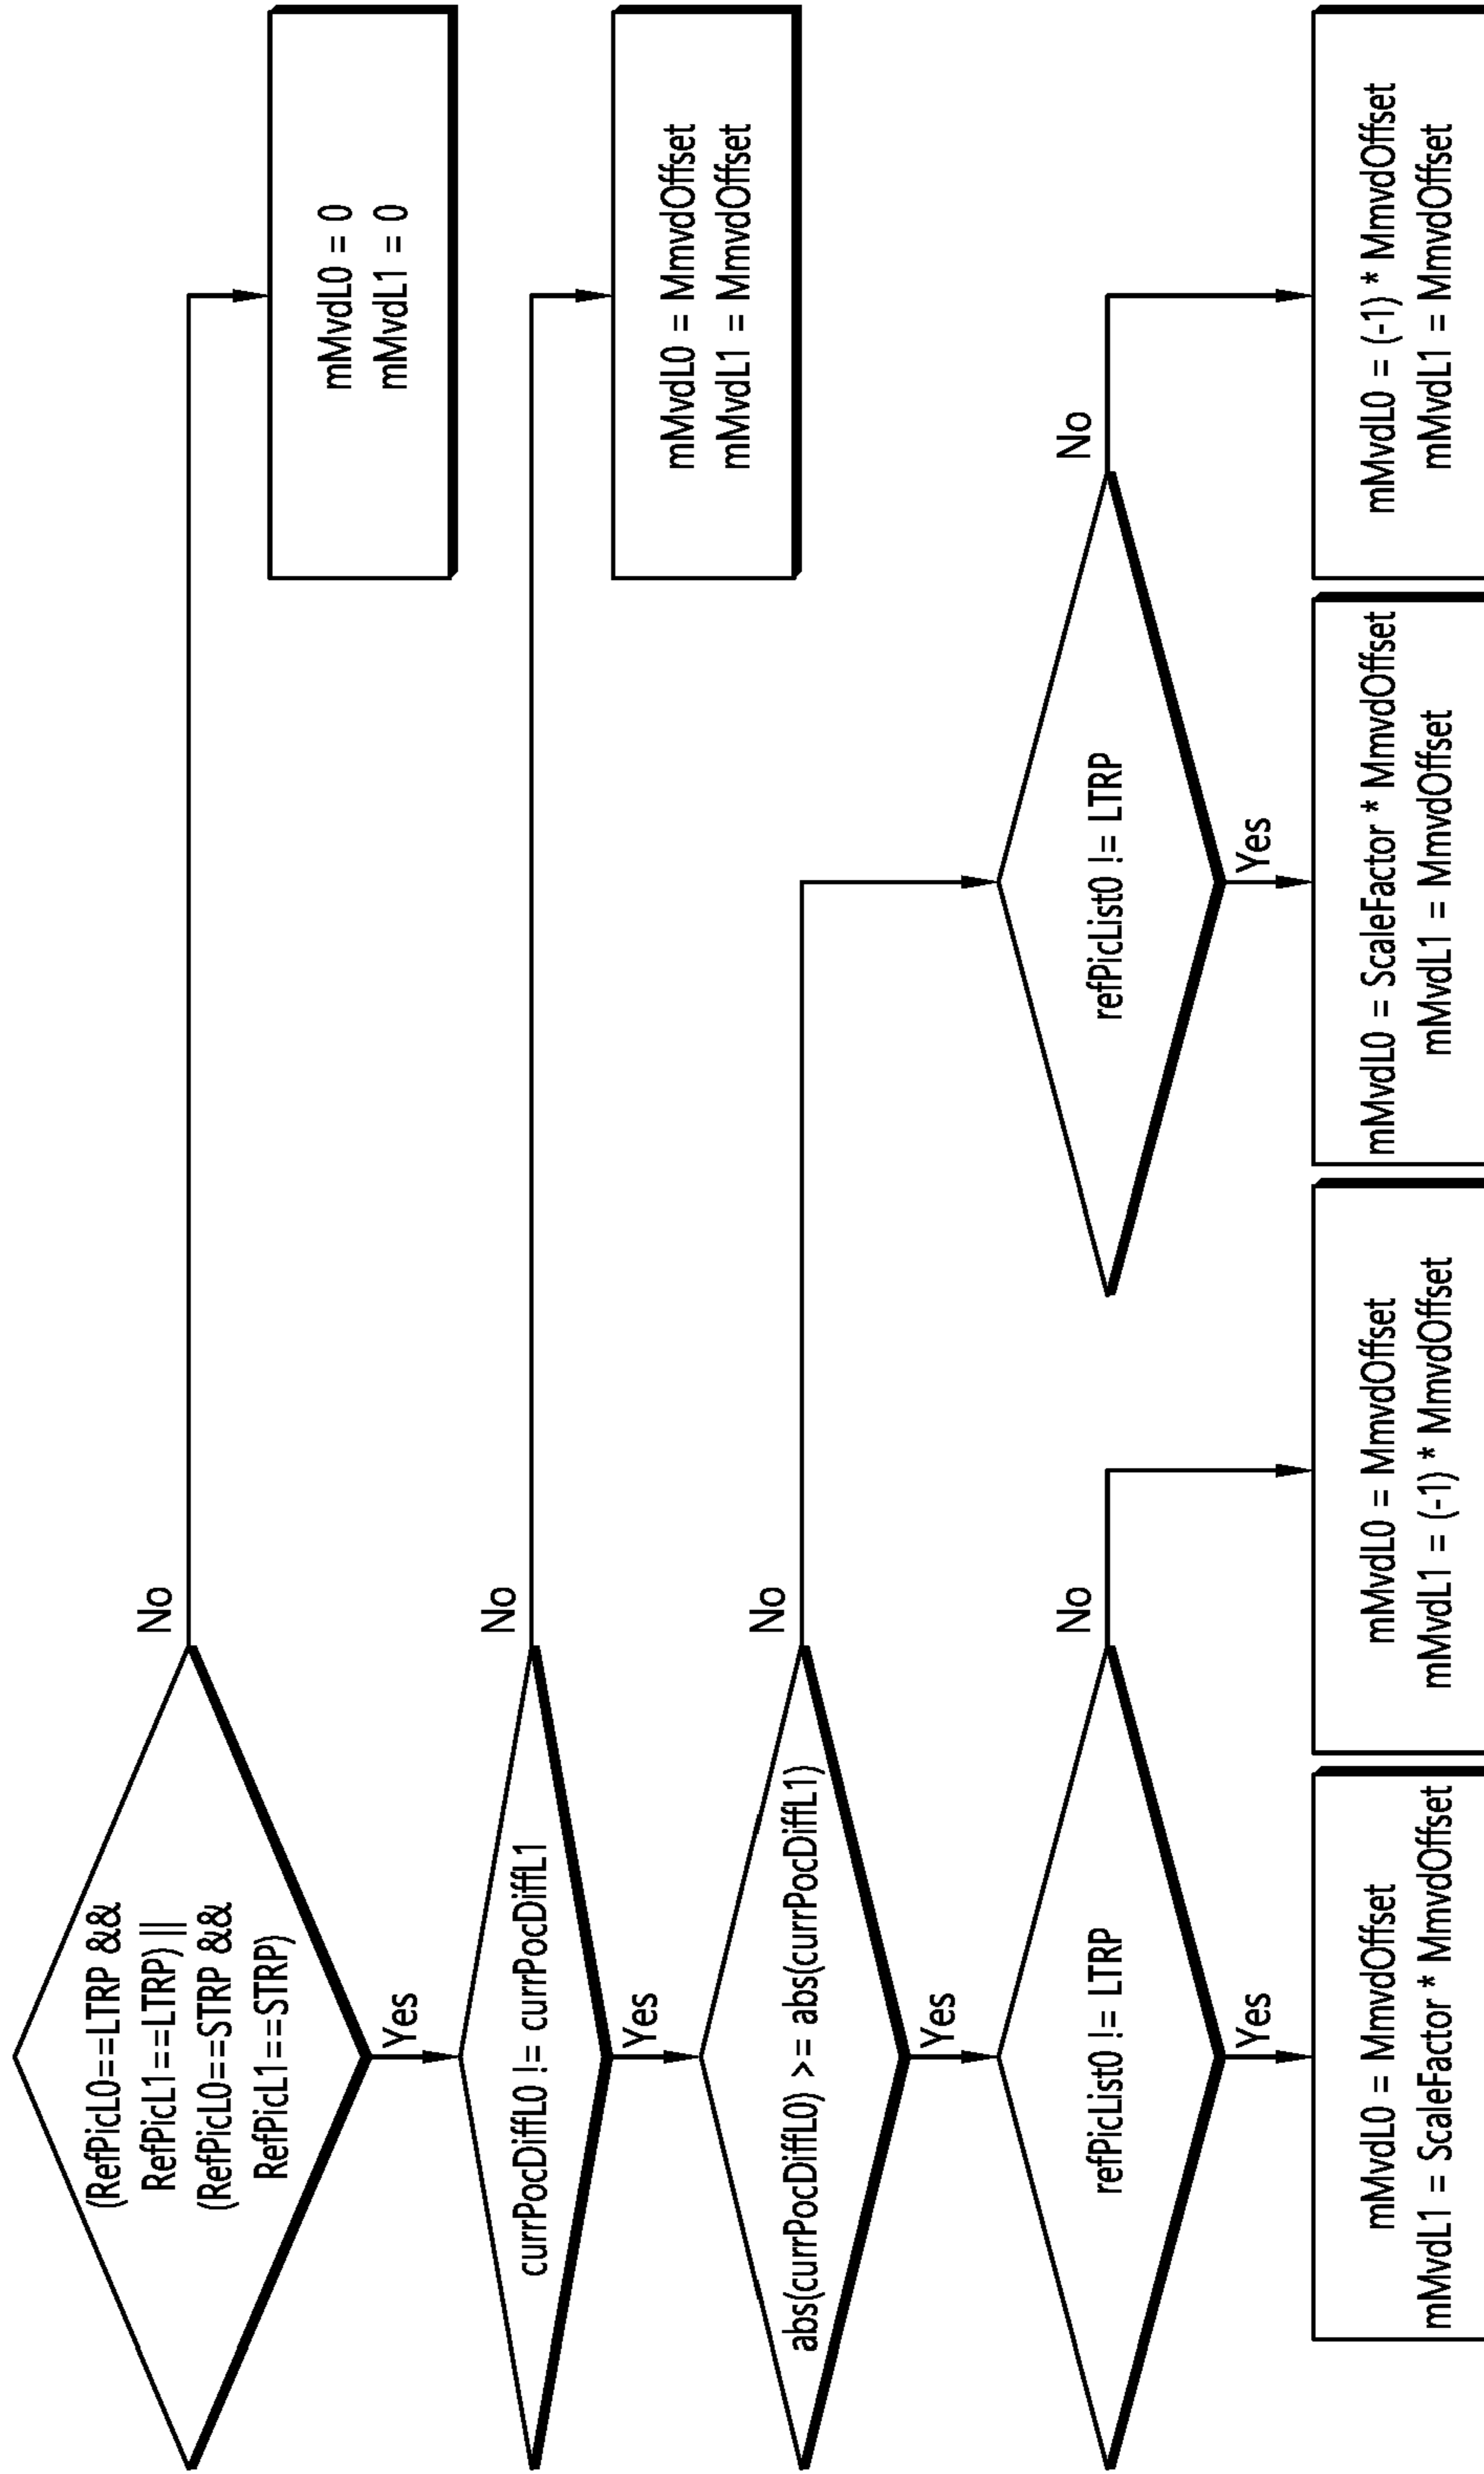 (RefPicL0==LTRP &&
RefPicL1==LTRP) ||
(RefPicL0==STRP &&
RefPicL1==STRP)
No
mMvdL0 = 0
mMvdL1 = 0
Yes
currPocDiffL0 != currPocDiffL1
No
mMvdL0 = MmvdOffset
mMvdL1 = MmvdOffset
Yes
abs(currPocDiffL0) >= abs(currPocDiffL1)
No
Yes
refPicList0 != LTRP
No
refPicList0 != LTRP
No
Yes
Yes
mMvdL0 = MmvdOffset
mMvdL1 = ScaleFactor * MmvdOffset
mMvdL0 = MmvdOffset
mMvdL1 = (-1) * MmvdOffset
mMvdL0 = ScaleFactor * MmvdOffset
mMvdL1 = MmvdOffset
mMvdL0 = (-1) * MmvdOffset
mMvdL1 = MmvdOffset